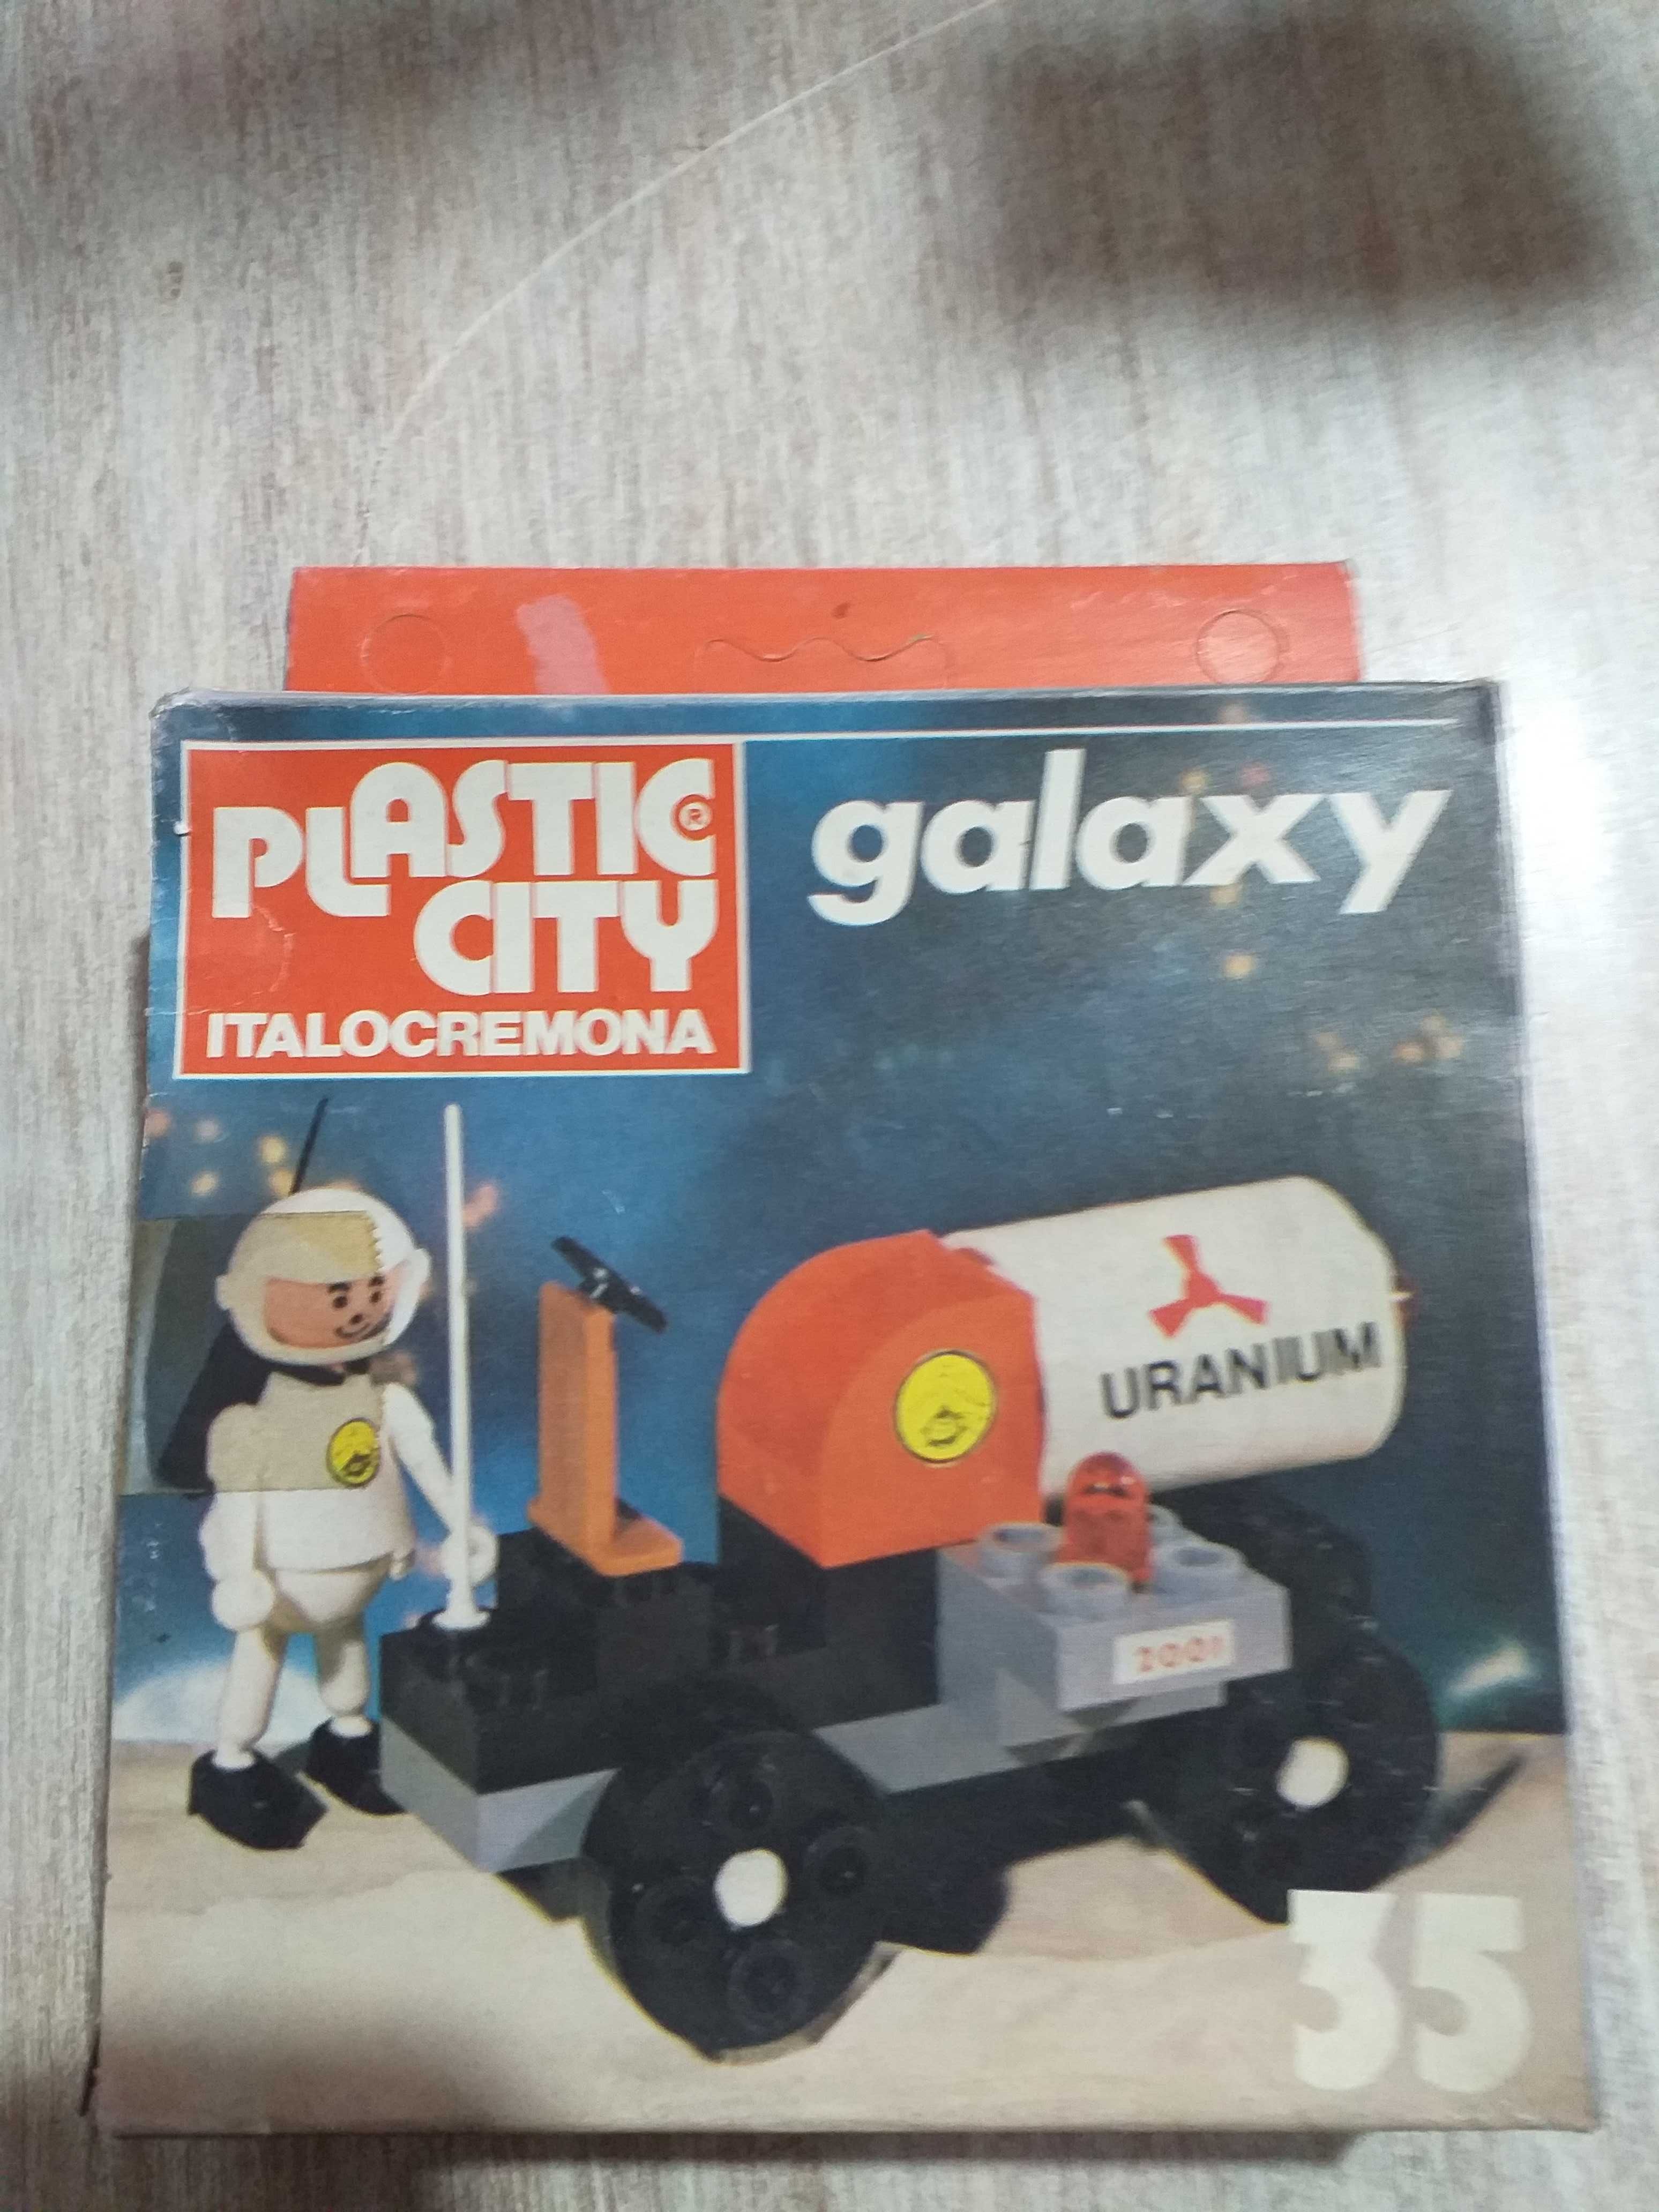 PLASTIC®
CITY
ITALOCREMONA
galaxy
URANIUM
2001
35